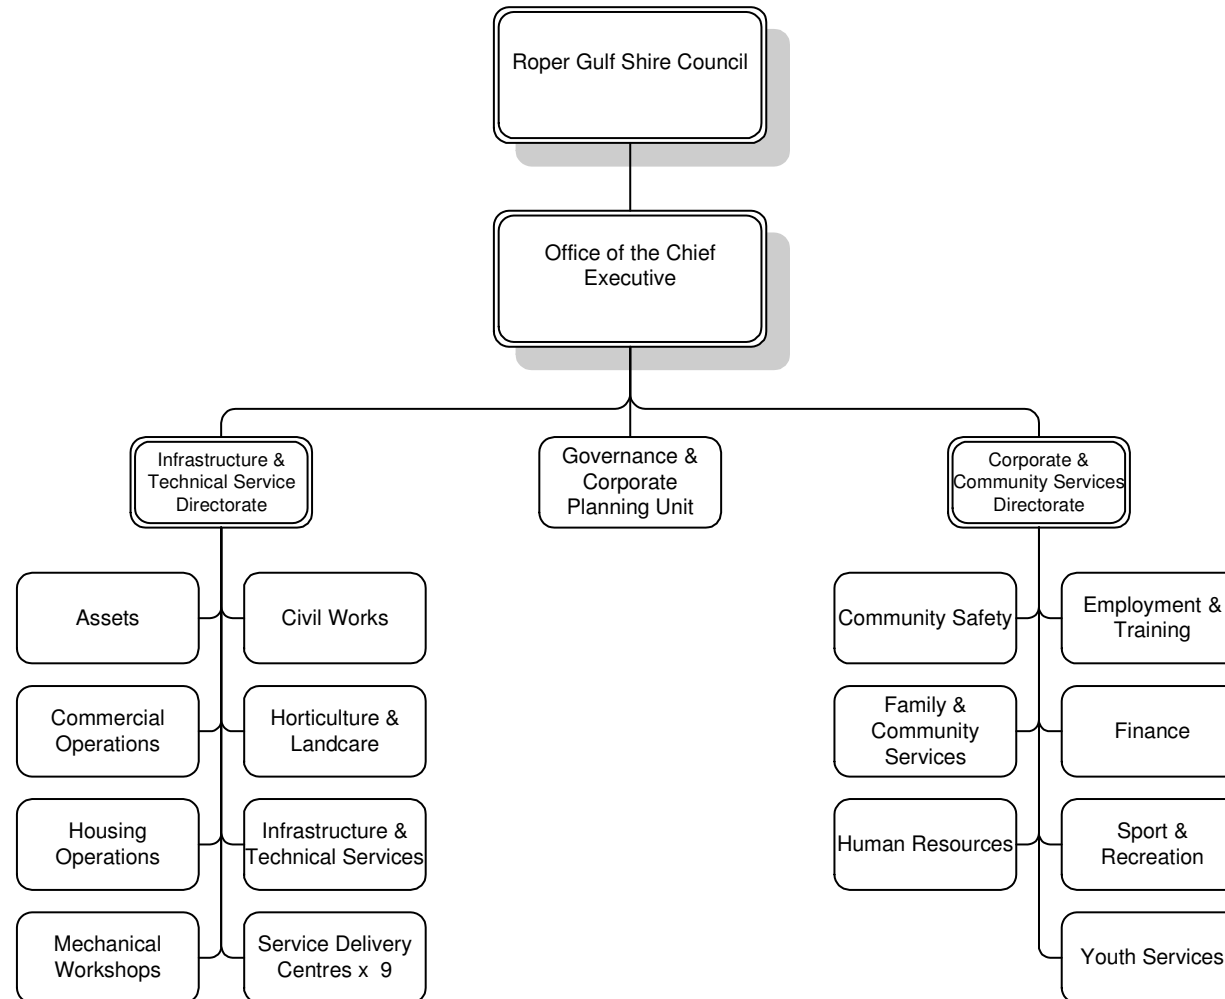 Roper Gulf Shire Council
Office of the Chief
Executive
Infrastructure &
Technical Service
Directorate
Governance &
Corporate
Planning Unit
Corporate &
Community Services
Directorate
Assets
Civil Works
Community Safety
Employment &
Training
Commercial
Operations
Horticulture &
Landcare
Family &
Community
Services
Finance
Housing
Operations
Infrastructure &
Technical Services
Human Resources
Sport &
Recreation
Mechanical
Workshops
Service Delivery
Centres x 9
Youth Services